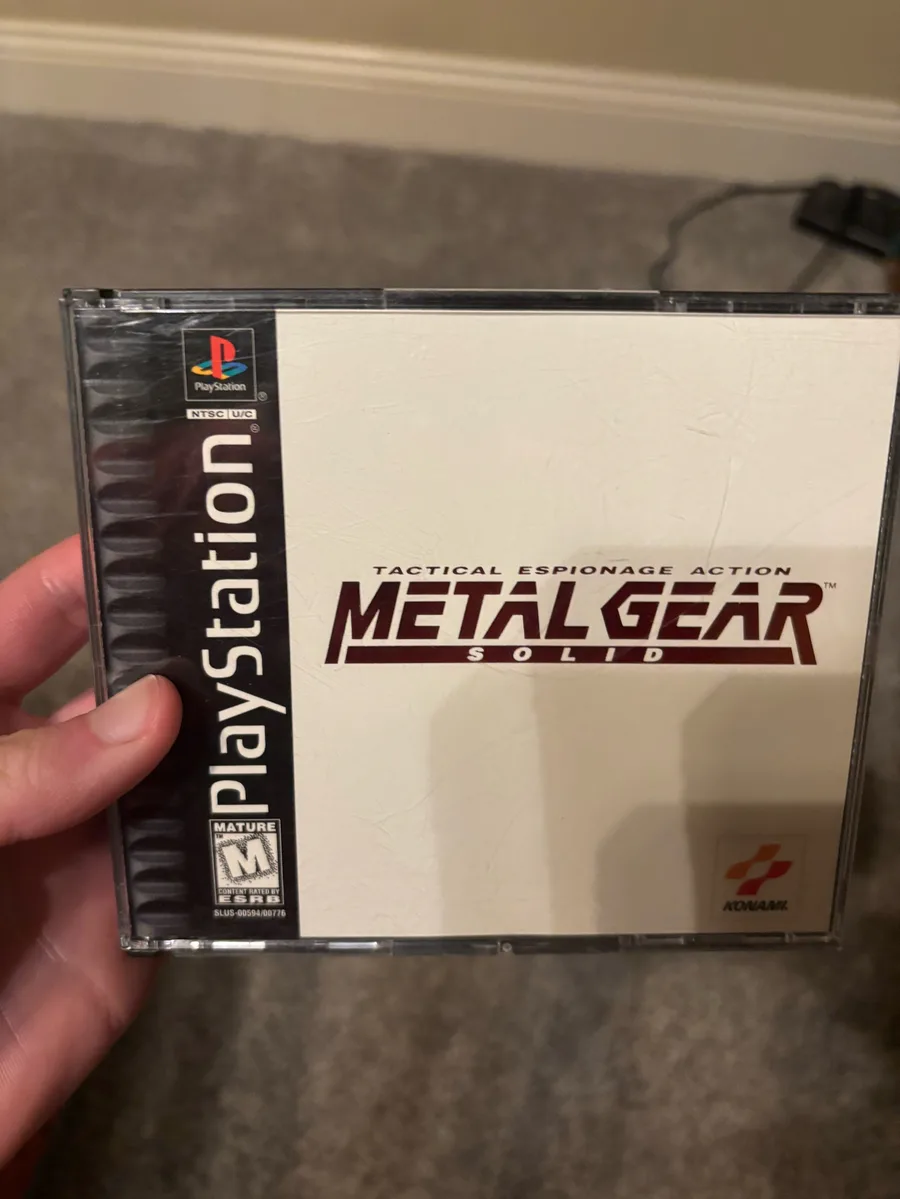 PlayStation
NTSC U/C
PlayStation
MATURE
M
CONTENT RATED BY
ESRB
SLUS-00594/00776
TACTICAL ESPIONAGE ACTION
METAL GEAR
SOLID
KONAMI